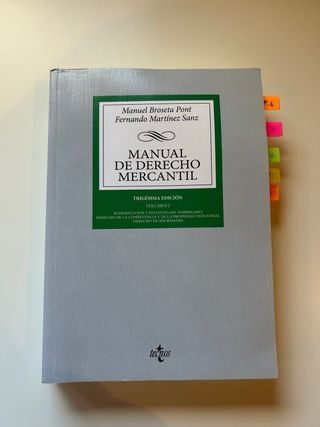 Manuel Broseta Pont
Fernando Martínez Sanz
MANUAL
DE DERECHO
MERCANTIL
TRIGÉSIMA EDICIÓN
VOLUMEN I
INTRODUCCIÓN Y ESTATUTO DEL EMPRESARIO
DERECHO DE LA COMPETENCIA Y DE LA PROPIEDAD INDUSTRIAL
DERECHO DE SOCIEDADES
tecnos